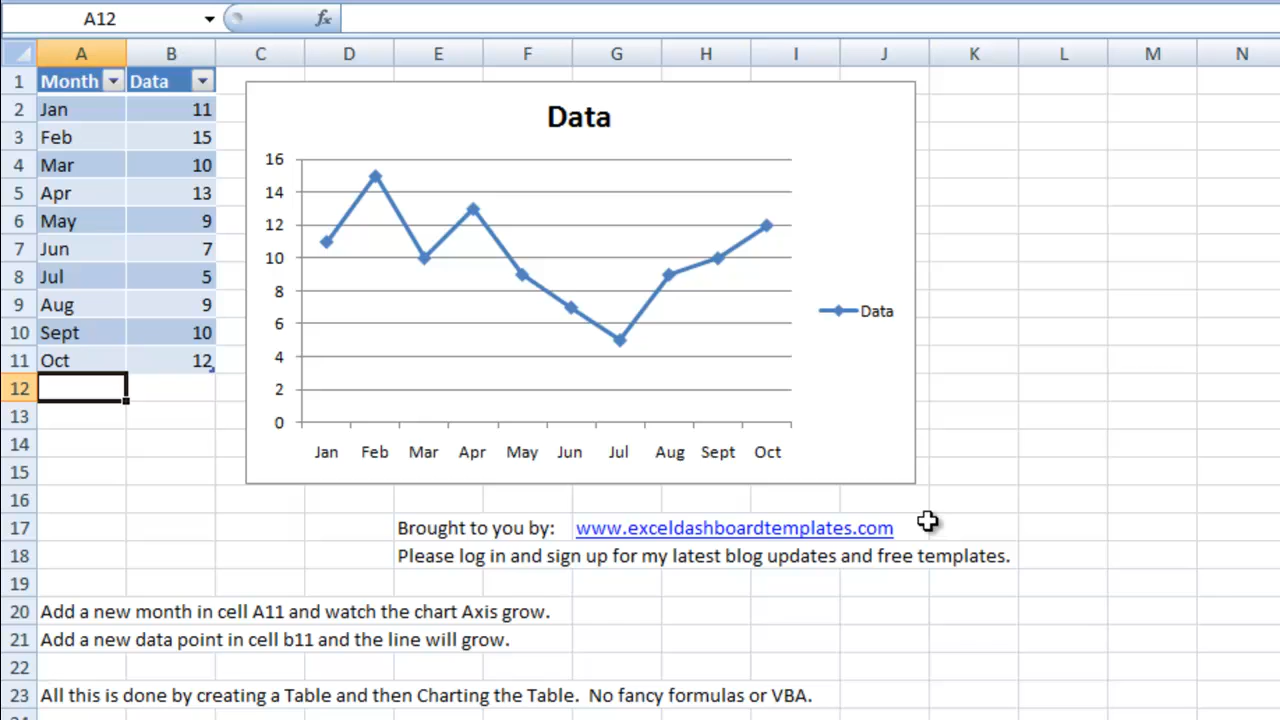 A12 fx
A B C D E F G H I J K L M N
1 Month Data
2 Jan 11
3 Feb 15
4 Mar 10
5 Apr 13
6 May 9
7 Jun 7
8 Jul 5
9 Aug 9
10 Sept 10
11 Oct 12
12
13
14
15
16
17
18
19
20
21
22
23
Data
16
14
12
10
8
6
4
2
0
Jan Feb Mar Apr May Jun Jul Aug Sept Oct
Data
Brought to you by: www.exceldashboardtemplates.com
Please log in and sign up for my latest blog updates and free templates.
Add a new month in cell A11 and watch the chart Axis grow.
Add a new data point in cell b11 and the line will grow.
All this is done by creating a Table and then Charting the Table. No fancy formulas or VBA.